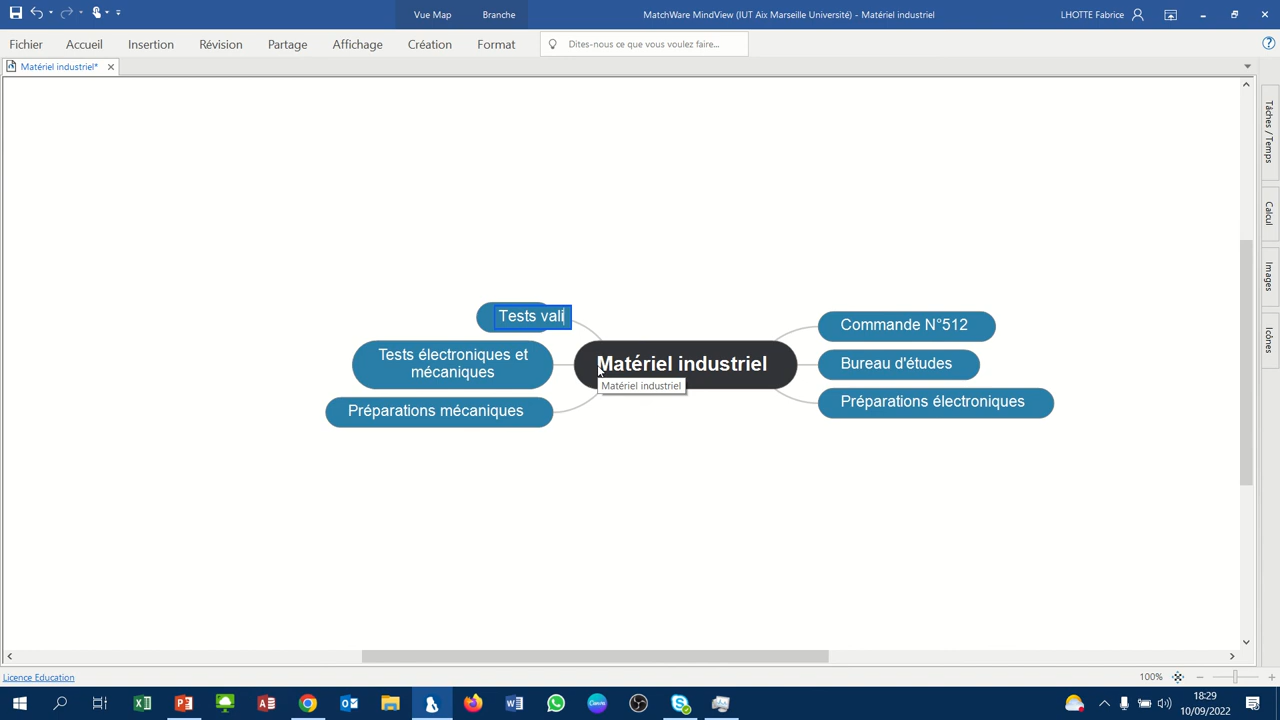 Vue Map
Branche
MatchWare MindView (IUT Aix Marseille Université) - Matériel industriel
LHOTTE Fabrice
Fichier
Accueil
Insertion
Révision
Partage
Affichage
Création
Format
Dites-nous ce que vous voulez faire...
Matériel industriel*
Tâches / Temps
Calcul
Images
Icônes
Tests vali
Tests électroniques et
mécaniques
Préparations mécaniques
Matériel industriel
Matériel industriel
Commande N°512
Bureau d'études
Préparations électroniques
Licence Education
100%
18:29
10/09/2022